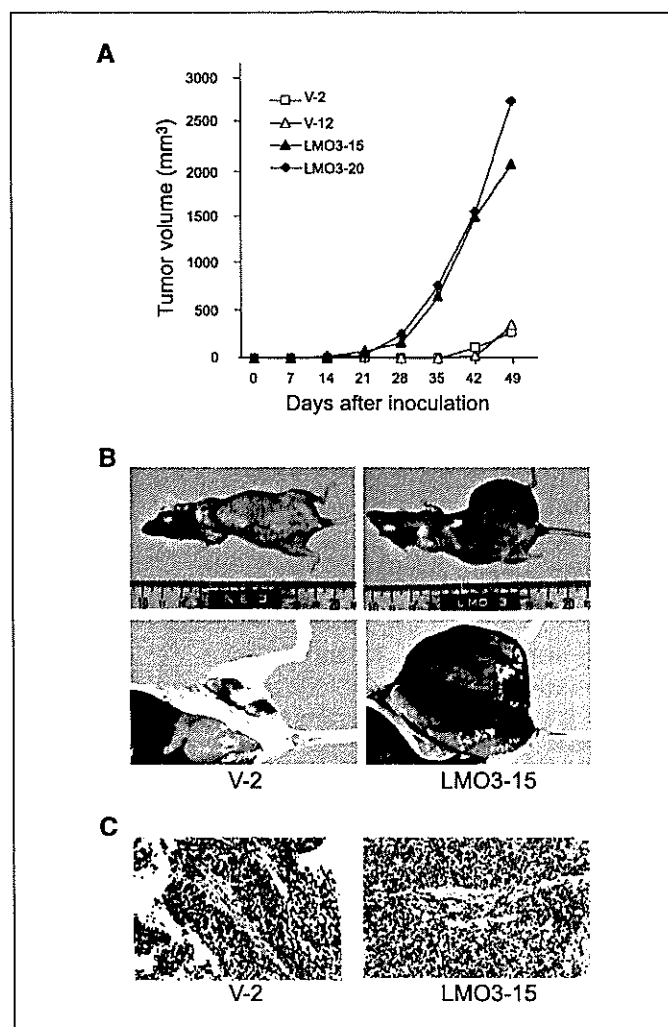 A
3000
2500
2000
1500
1000
500
0
Tumor volume (mm³)
V-2
V-12
LMO3-15
LMO3-20
0 7 14 21 28 35 42 49
Days after inoculation
B
LMO3
V-2 LMO3-15
C
V-2 LMO3-15